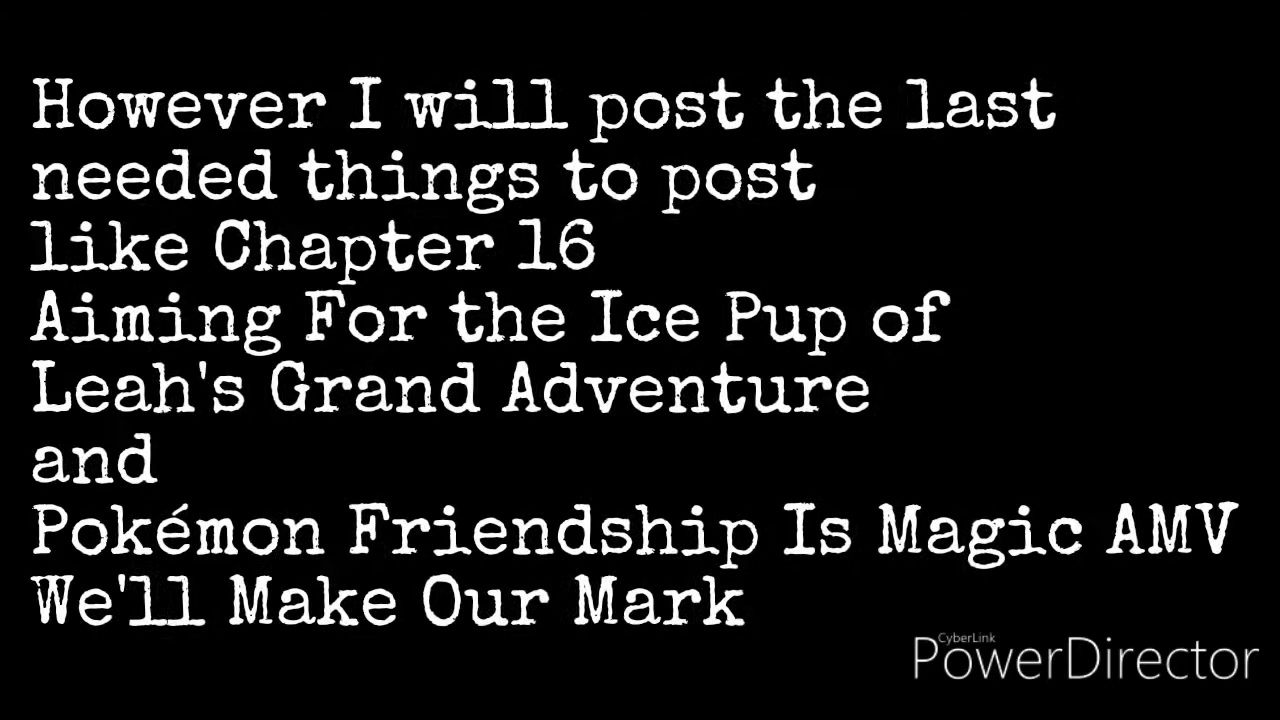 However I will post the last
needed things to post
like Chapter 16
Aiming For the Ice Pup of
Leah's Grand Adventure
and
Pokémon Friendship Is Magic AMV
We'll Make Our Mark
CyberLink
PowerDirector